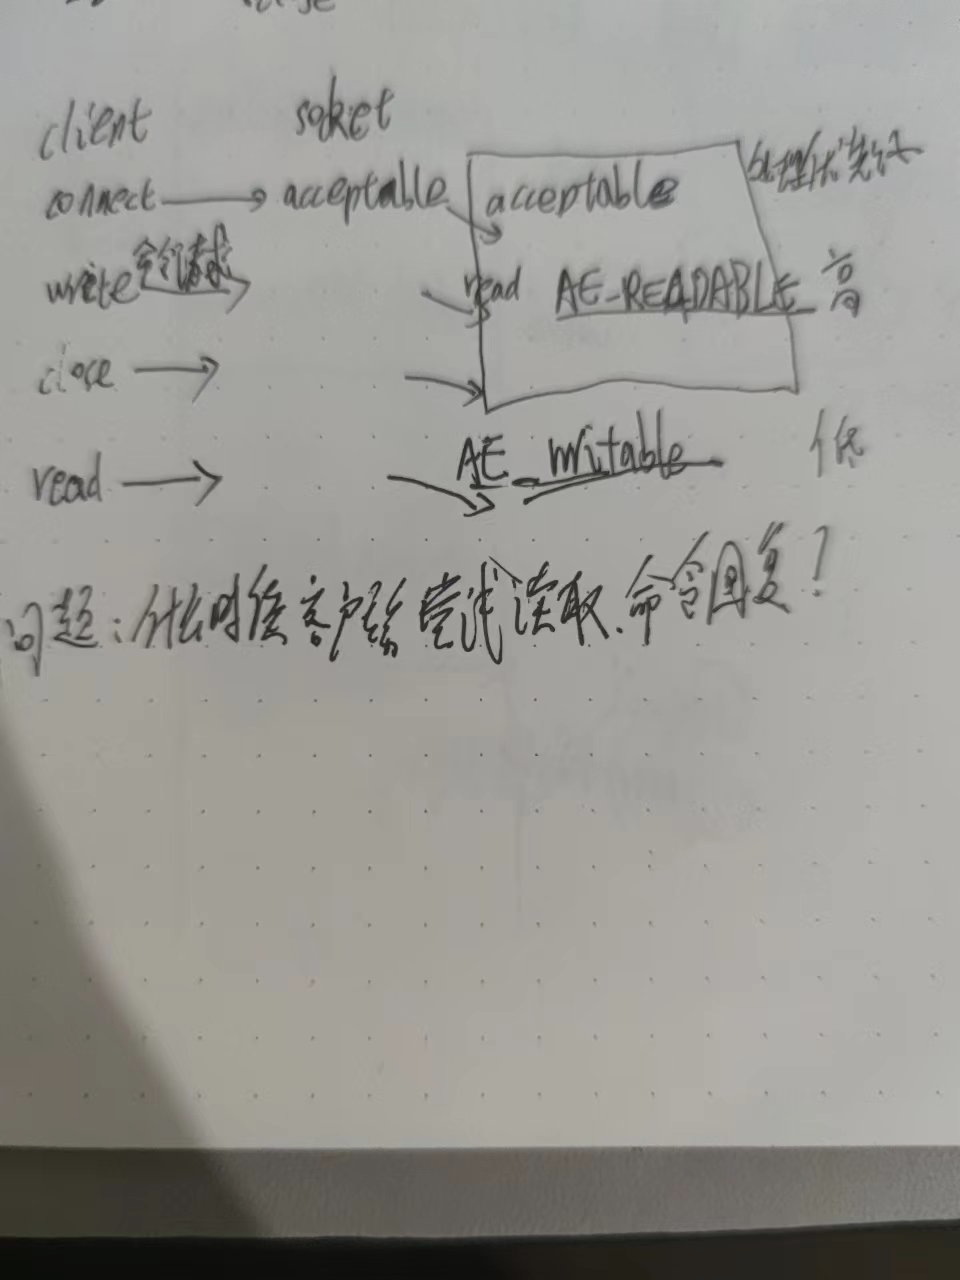 client soket
connect acceptable acceptable 处理优先级
write 命令请求 read AE-READABLE 高
close
read AE_writable 低
问题:什么时候客户端尝试读取.命令回复?